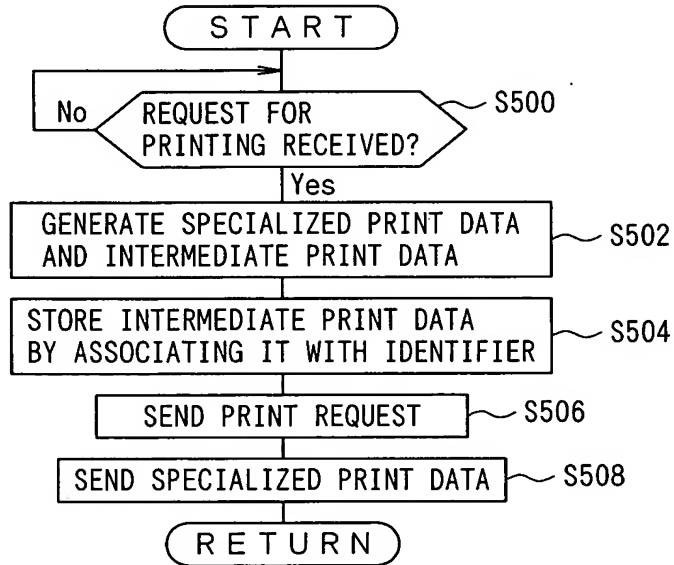 START
No
REQUEST FOR
PRINTING RECEIVED?
S500
Yes
GENERATE SPECIALIZED PRINT DATA
AND INTERMEDIATE PRINT DATA
S502
STORE INTERMEDIATE PRINT DATA
BY ASSOCIATING IT WITH IDENTIFIER
S504
SEND PRINT REQUEST
S506
SEND SPECIALIZED PRINT DATA
S508
RETURN